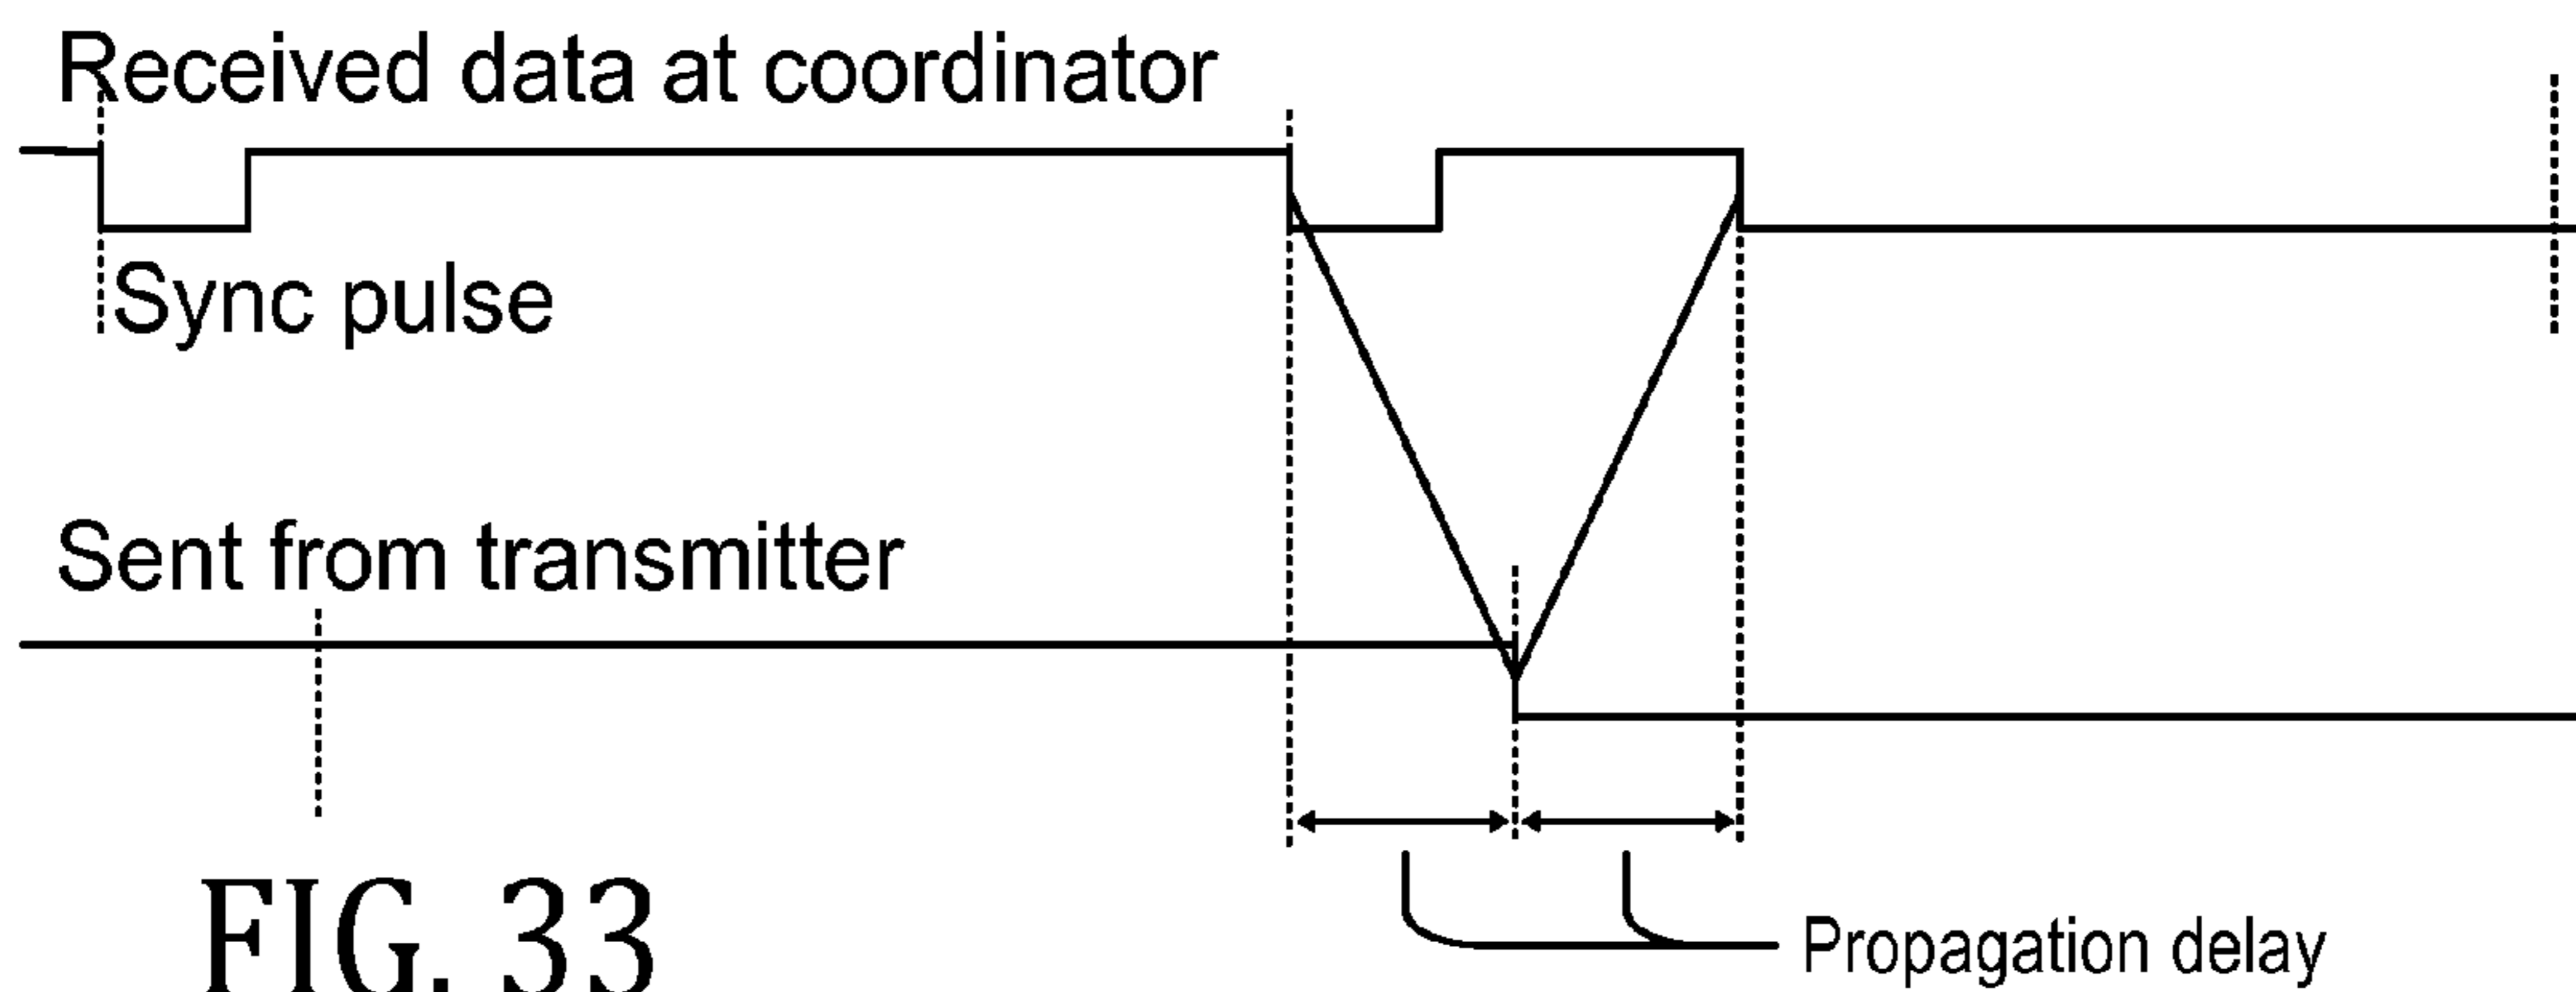 Received data at coordinator
Sync pulse
Sent from transmitter
Propagation delay
FIG. 33